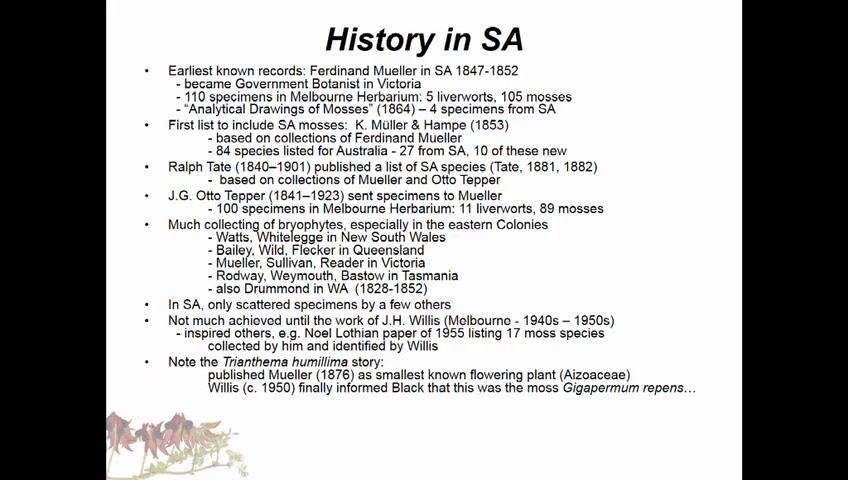 History in SA
• Earliest known records: Ferdinand Mueller in SA 1847-1852
- became Government Botanist in Victoria
- 110 specimens in Melbourne Herbarium: 5 liverworts, 105 mosses
- “Analytical Drawings of Mosses” (1864) – 4 specimens from SA
• First list to include SA mosses: K. Müller & Hampe (1853)
- based on collections of Ferdinand Mueller
- 84 species listed for Australia - 27 from SA, 10 of these new
• Ralph Tate (1840–1901) published a list of SA species (Tate, 1881, 1882)
- based on collections of Mueller and Otto Tepper
• J.G. Otto Tepper (1841–1923) sent specimens to Mueller
- 100 specimens in Melbourne Herbarium: 11 liverworts, 89 mosses
• Much collecting of bryophytes, especially in the eastern Colonies
- Watts, Whitelegge in New South Wales
- Bailey, Wild, Flecker in Queensland
- Mueller, Sullivan, Reader in Victoria
- Rodway, Weymouth, Bastow in Tasmania
- also Drummond in WA (1828-1852)
• In SA, only scattered specimens by a few others
• Not much achieved until the work of J.H. Willis (Melbourne - 1940s – 1950s)
- inspired others, e.g. Noel Lothian paper of 1955 listing 17 moss species
collected by him and identified by Willis
• Note the Trianthema humillima story:
published Mueller (1876) as smallest known flowering plant (Aizoaceae)
Willis (c. 1950) finally informed Black that this was the moss Gigapermum repens…